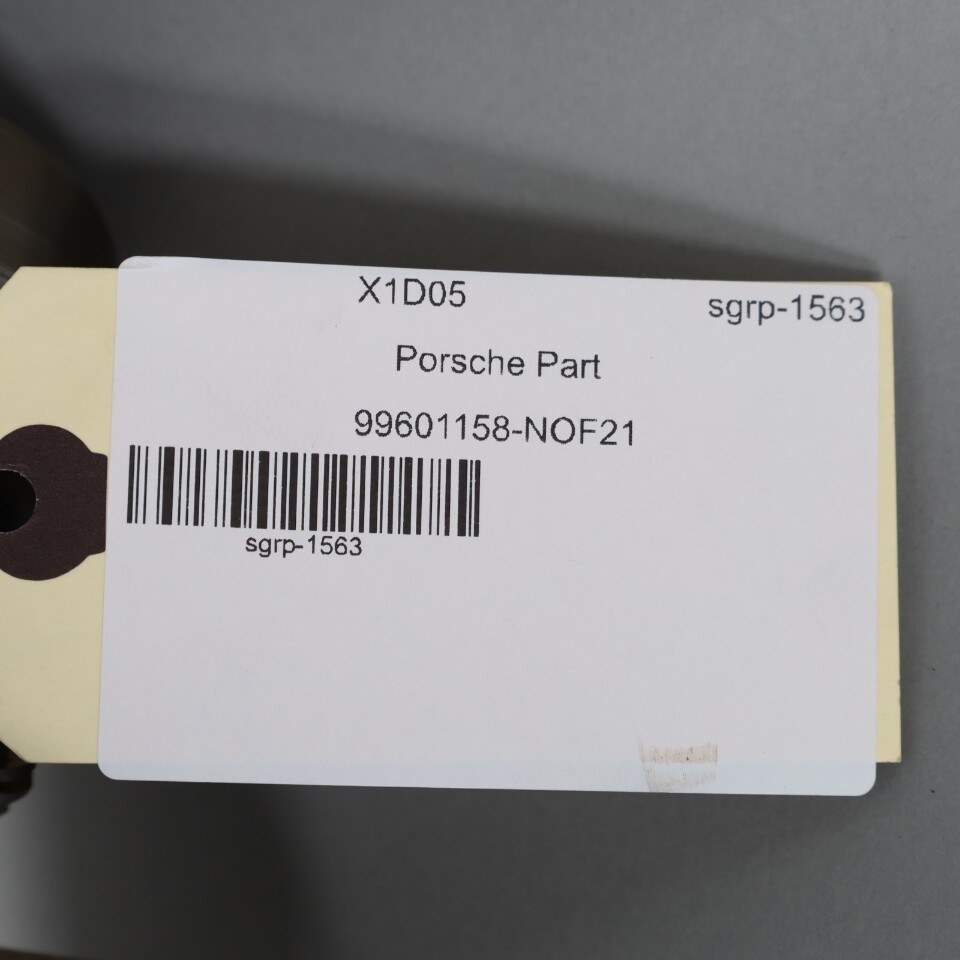 X1D05 sgrp-1563
Porsche Part
99601158-NOF21
sgrp-1563